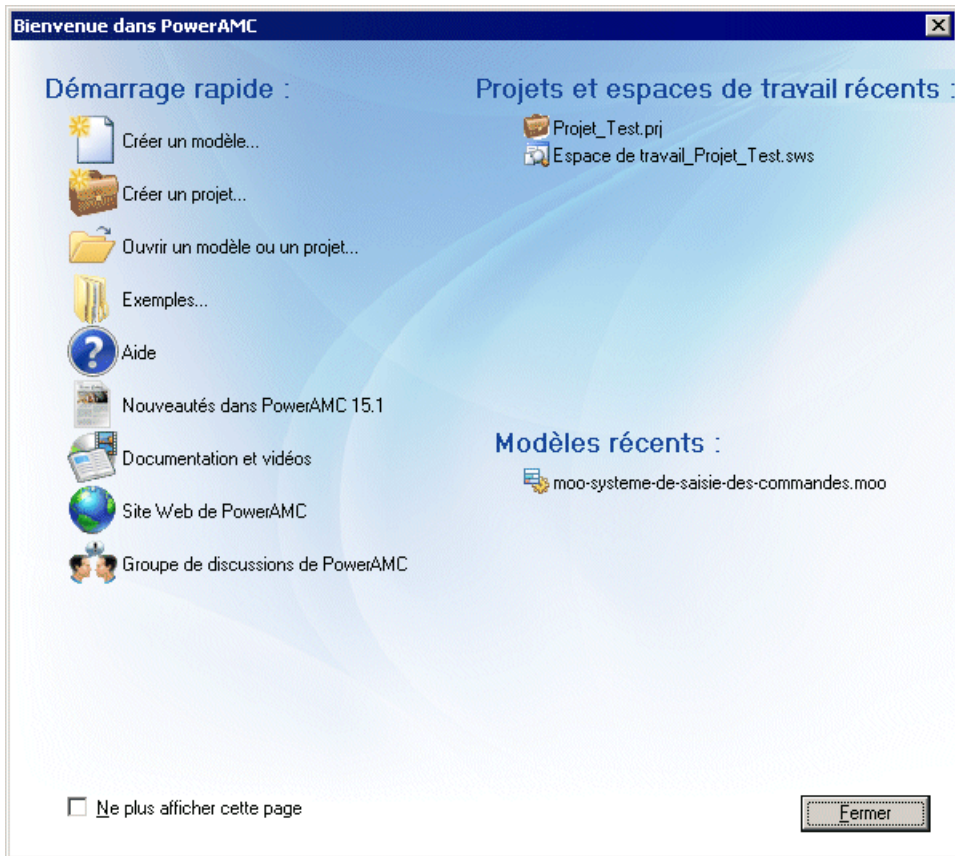 Bienvenue dans PowerAMC
Démarrage rapide :
Créer un modèle...
Créer un projet...
Ouvrir un modèle ou un projet...
Exemples...
Aide
Nouveautés dans PowerAMC 15.1
Documentation et vidéos
Site Web de PowerAMC
Groupe de discussions de PowerAMC
Projets et espaces de travail récents :
Projet_Test.prj
Espace de travail_Projet_Test.sws
Modèles récents :
moo-systeme-de-saisie-des-commandes.moo
Ne plus afficher cette page
Fermer